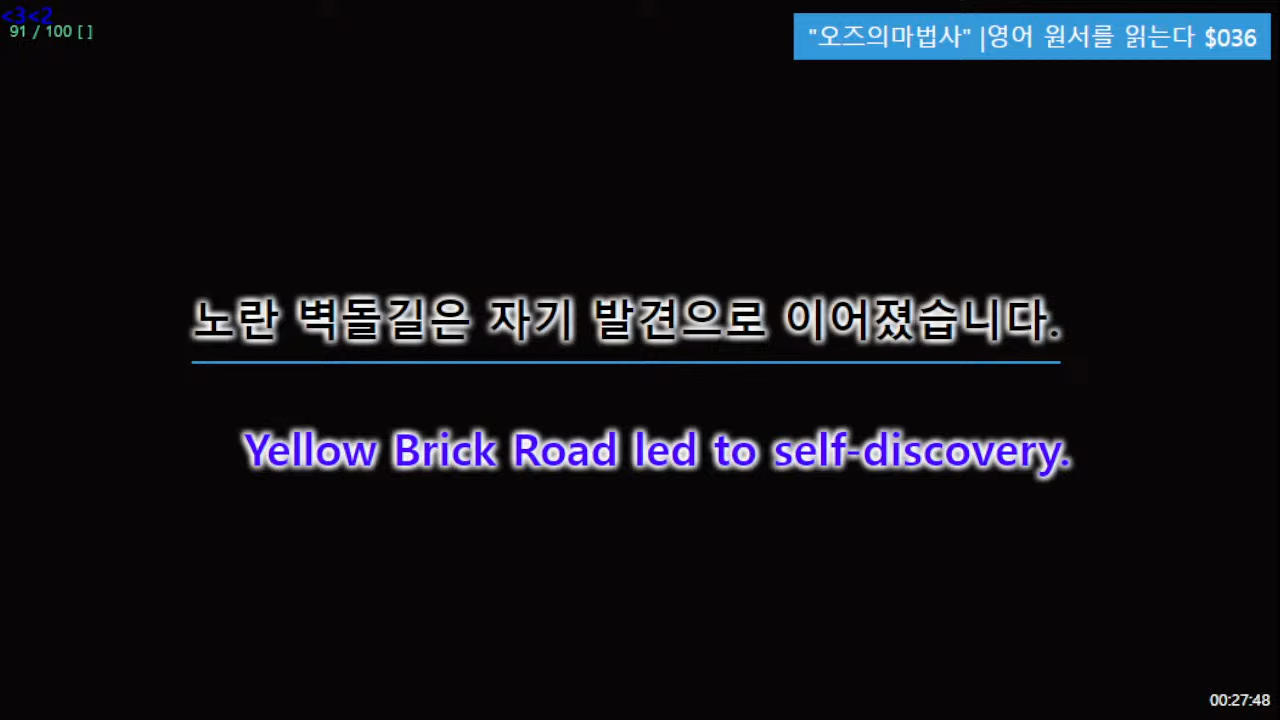 <3<2
91 / 100 [ ]
"오즈의마법사" |영어 원서를 읽는다 $036
노란 벽돌길은 자기 발견으로 이어졌습니다.
Yellow Brick Road led to self-discovery.
00:27:48